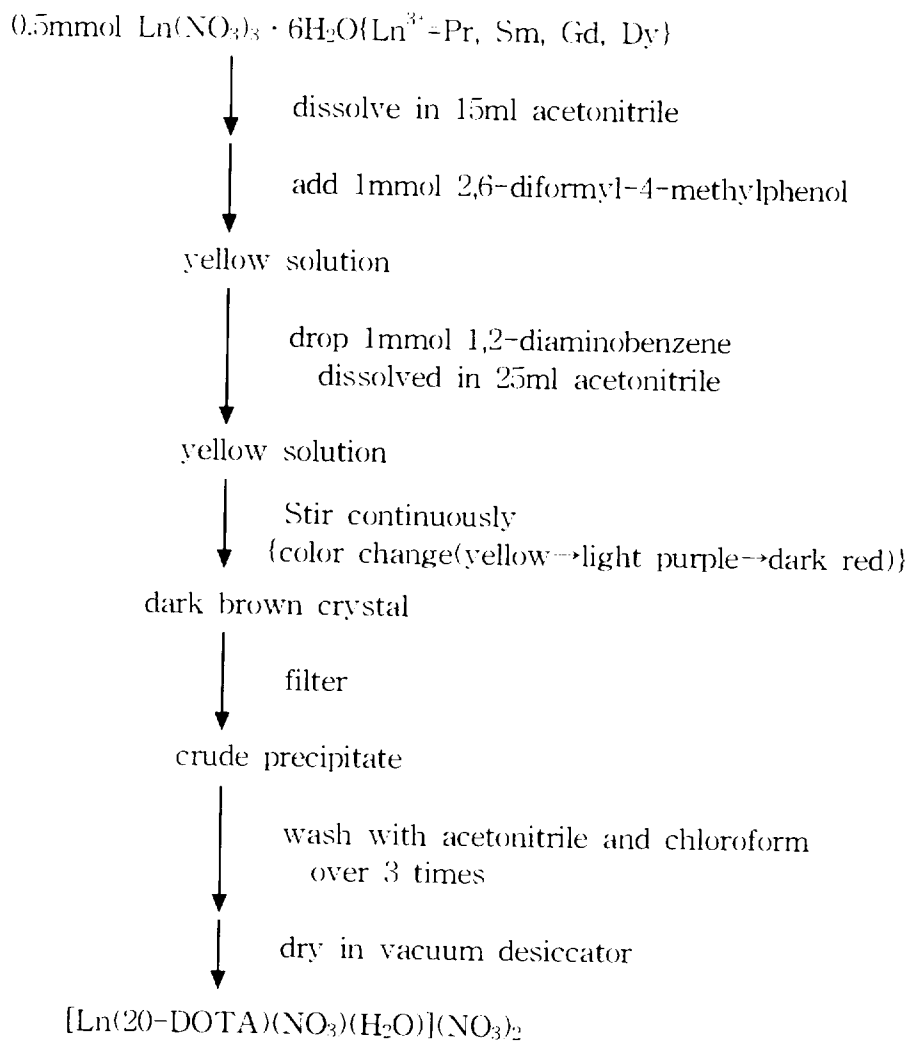 0.5mmol Ln(NO₃)₃ · 6H₂O{Ln³⁺=Pr, Sm, Gd, Dy}
dissolve in 15ml acetonitrile
add 1mmol 2,6-diformyl-4-methylphenol
yellow solution
drop 1mmol 1,2-diaminobenzene
dissolved in 25ml acetonitrile
yellow solution
Stir continuously
{color change(yellow→light purple→dark red)}
dark brown crystal
filter
crude precipitate
wash with acetonitrile and chloroform
over 3 times
dry in vacuum desiccator
[Ln(20-DOTA)(NO₃)(H₂O)](NO₃)₂